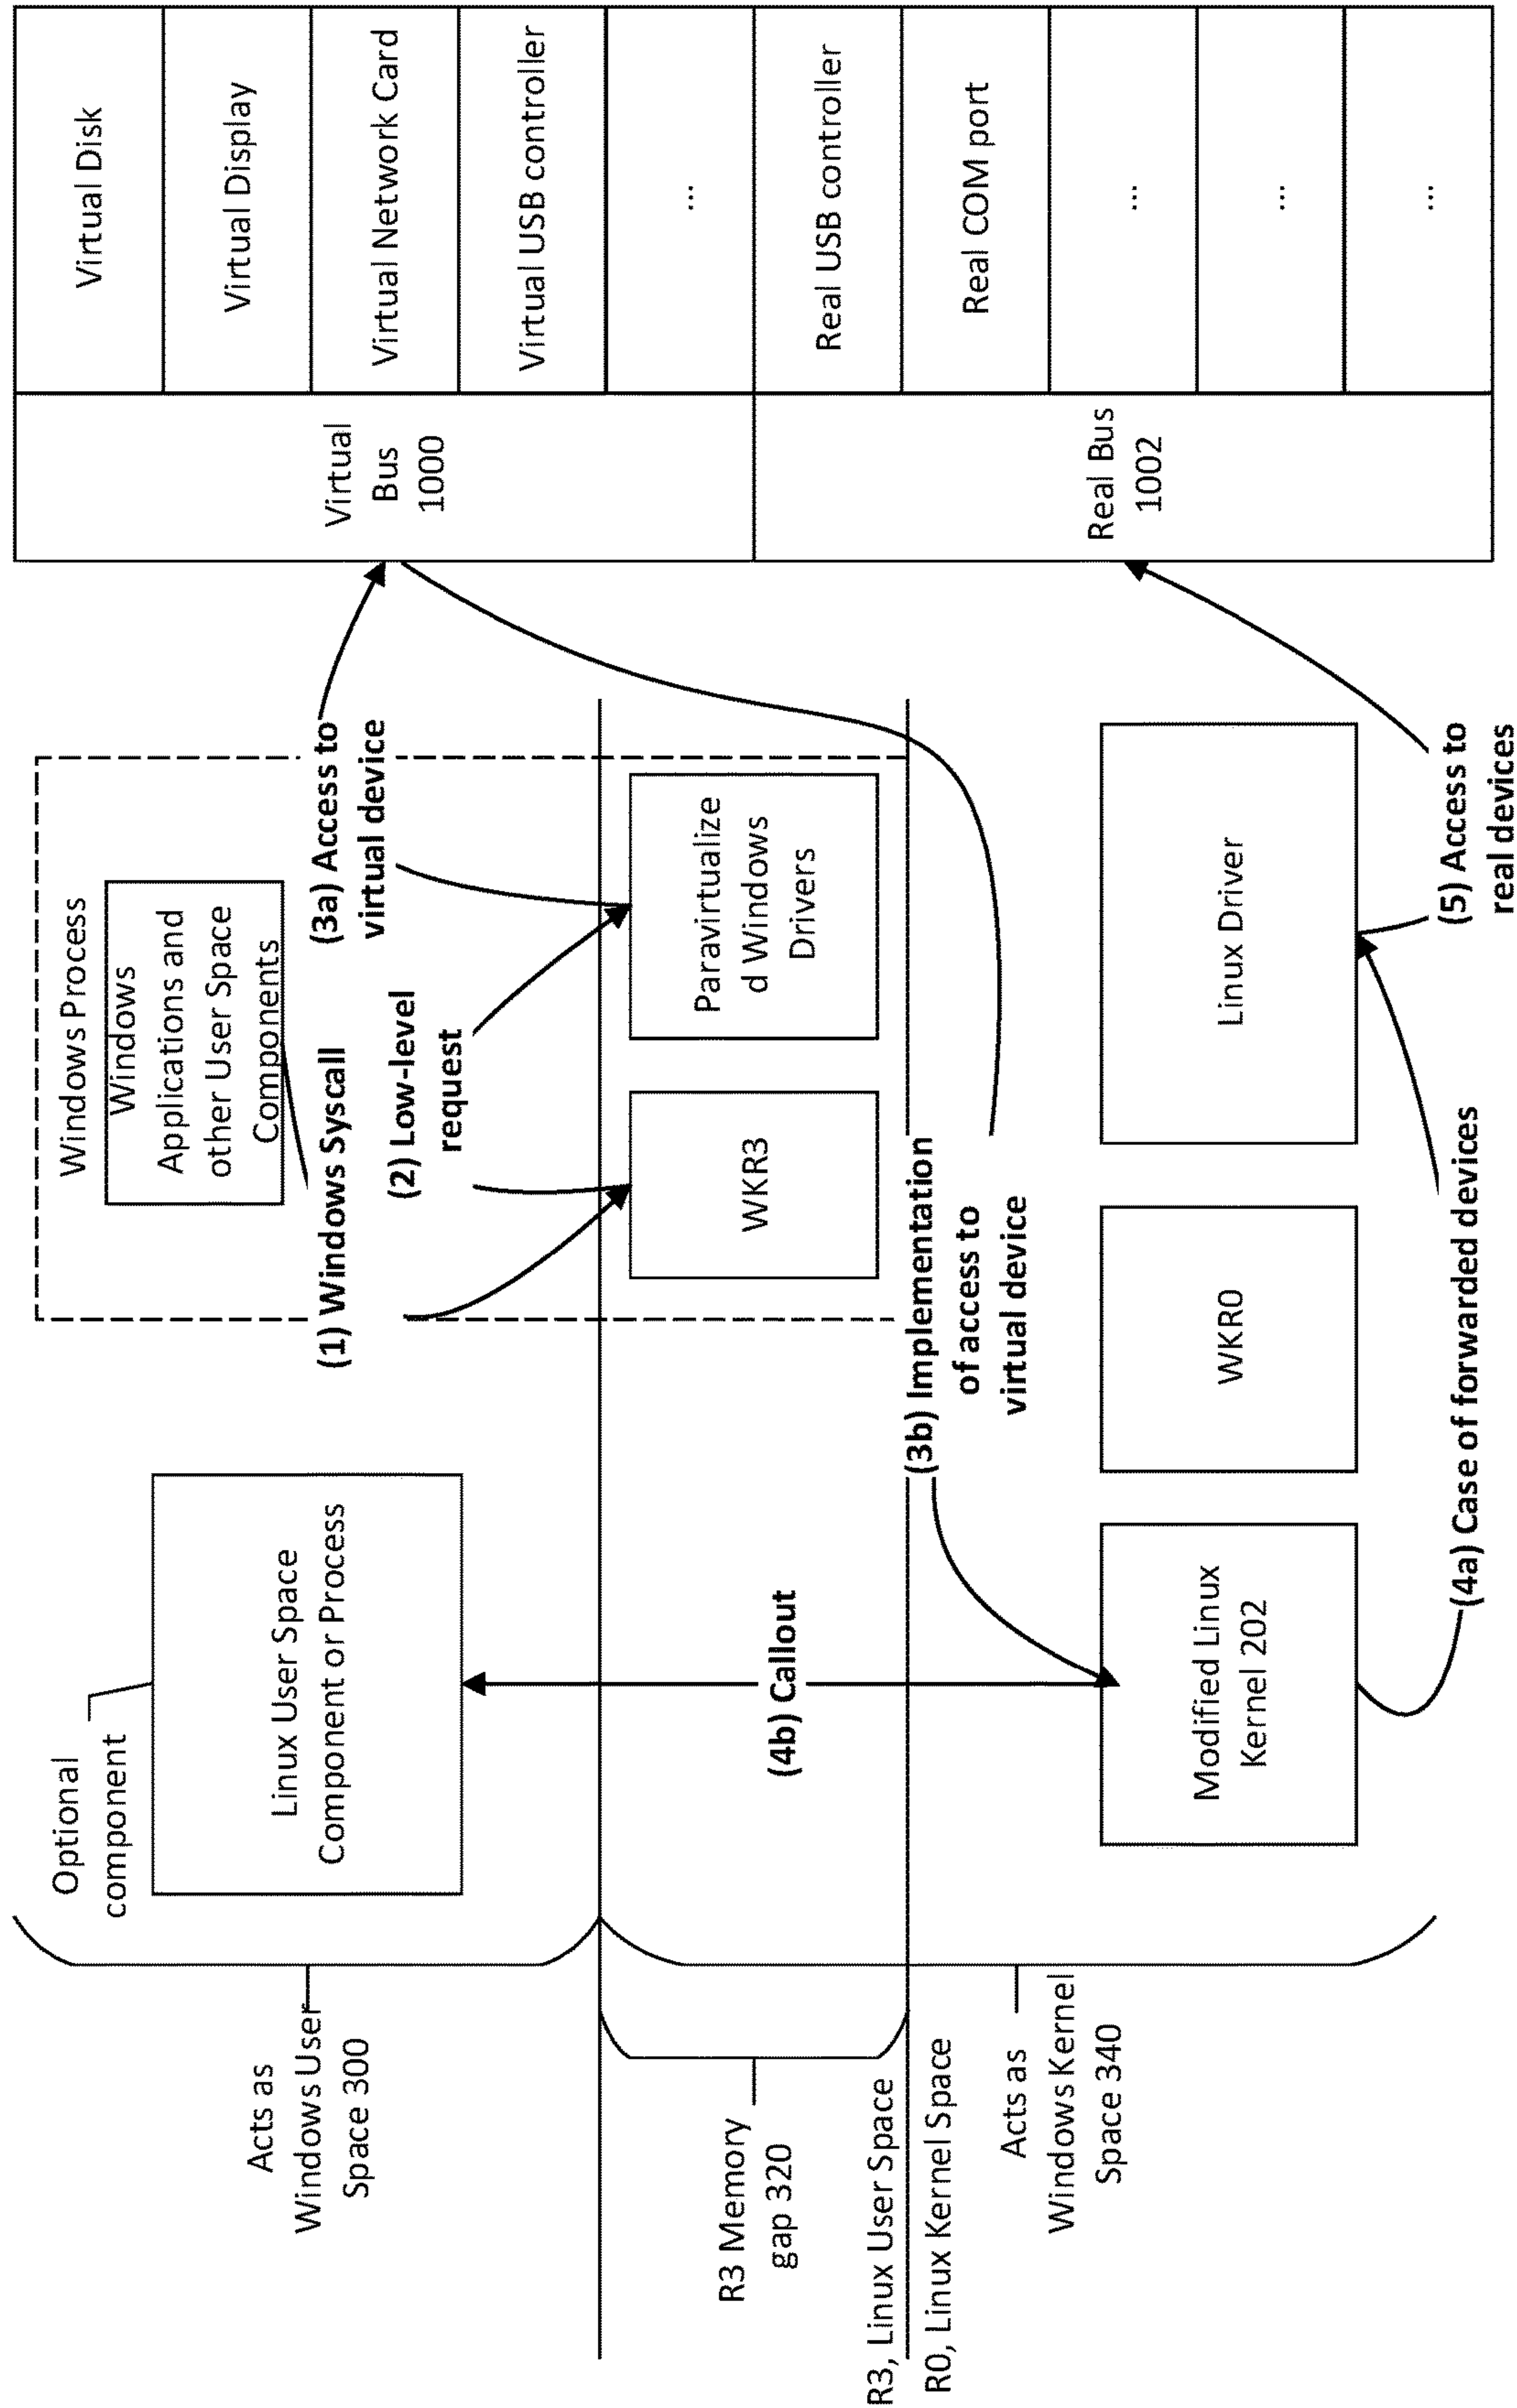 Optional
component
Linux User Space
Component or Process
Windows Process
Windows
Applications and
other User Space
Components
(1) Windows Syscall
(2) Low-level
request
(3a) Access to
virtual device
Acts as
Windows User
Space 300
R3 Memory
gap 320
WKR3
Paravirtualize
d Windows
Drivers
(4b) Callout
R3, Linux User Space
R0, Linux Kernel Space
(3b) Implementation
of access to
virtual device
Acts as
Windows Kernel
Space 340
Modified Linux
Kernel 202
WKR0
Linux Driver
(4a) Case of forwarded devices
(5) Access to
real devices
Virtual
Bus
1000
Virtual Disk
Virtual Display
Virtual Network Card
Virtual USB controller
...
Real Bus
1002
Real USB controller
Real COM port
...
...
...